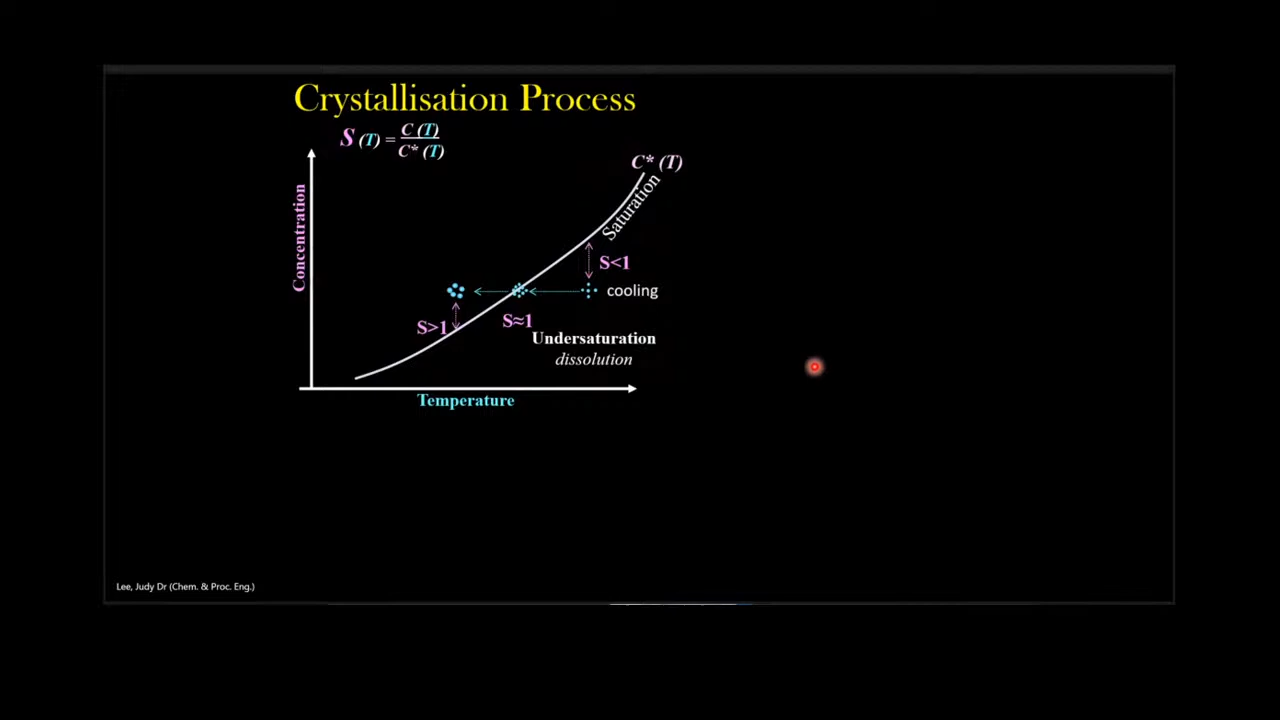 Crystallisation Process
S (T) = C (T) / C* (T)
C* (T)
Saturation
Concentration
S<1
cooling
S>1
S≈1
Undersaturation
dissolution
Temperature
Lee, Judy Dr (Chem. & Proc. Eng.)